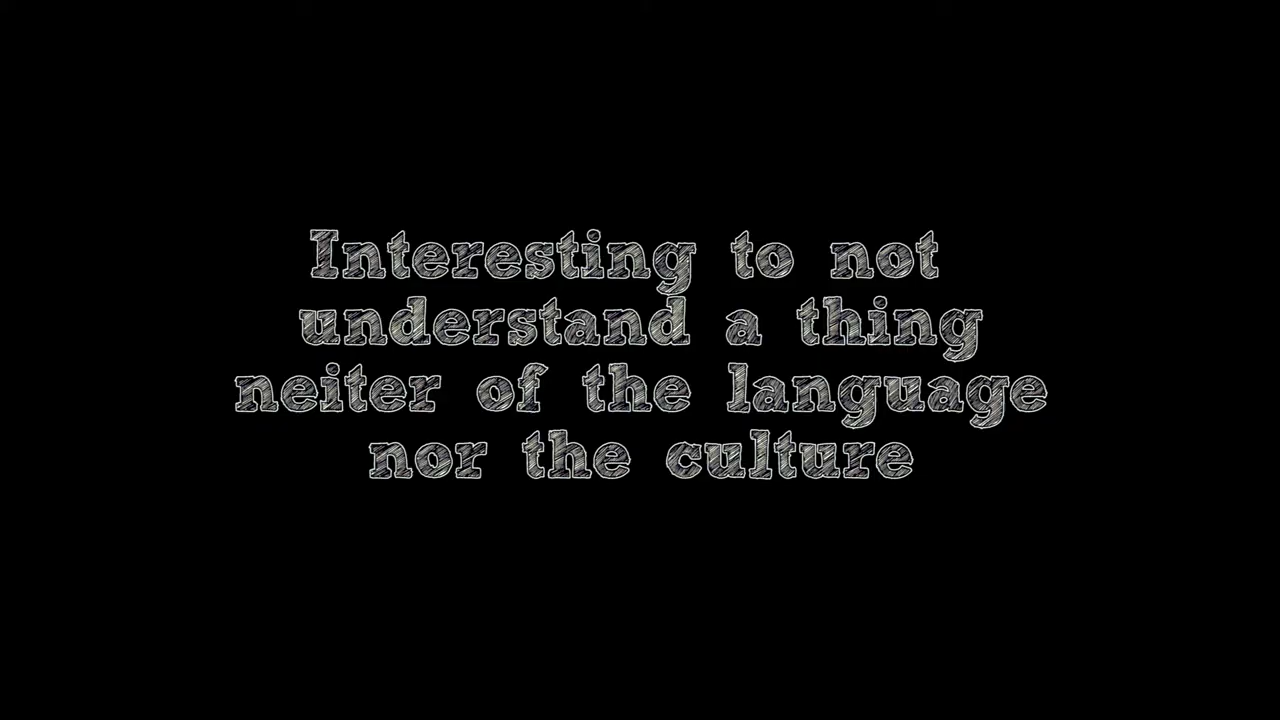 Interesting to not
understand a thing
neiter of the language
nor the culture